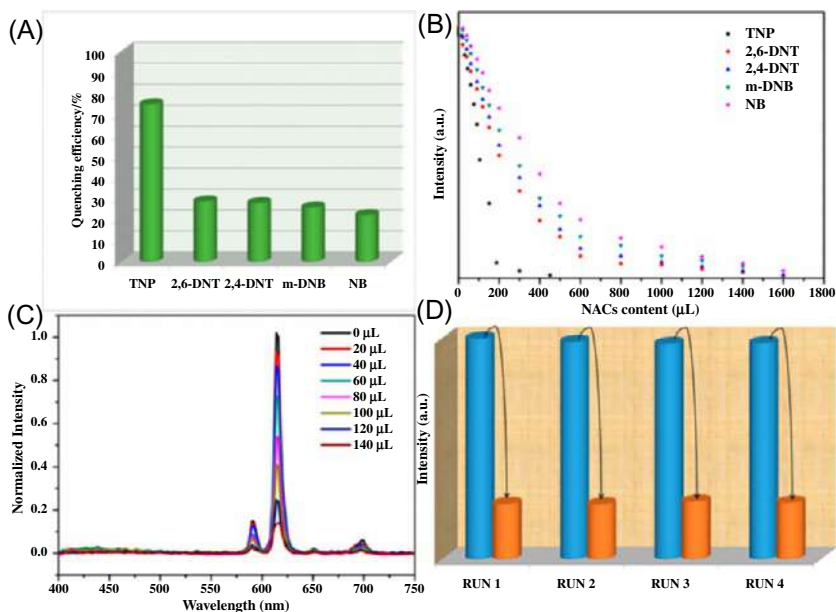 (A)
100
90
80
70
60
50
40
30
20
10
0
Quenching efficiency/%
TNP 2,6-DNT 2,4-DNT m-DNB NB
(B)
TNP
2,6-DNT
2,4-DNT
m-DNB
NB
Intensity (a.u.)
0 200 400 600 800 1000 1200 1400 1600 1800
NACs content (μL)
(C)
1.0
0.8
0.6
0.4
0.2
0.0
Normalized Intensity
0 μL
20 μL
40 μL
60 μL
80 μL
100 μL
120 μL
140 μL
400 450 500 550 600 650 700 750
Wavelength (nm)
(D)
Intensity (a.u.)
RUN 1 RUN 2 RUN 3 RUN 4